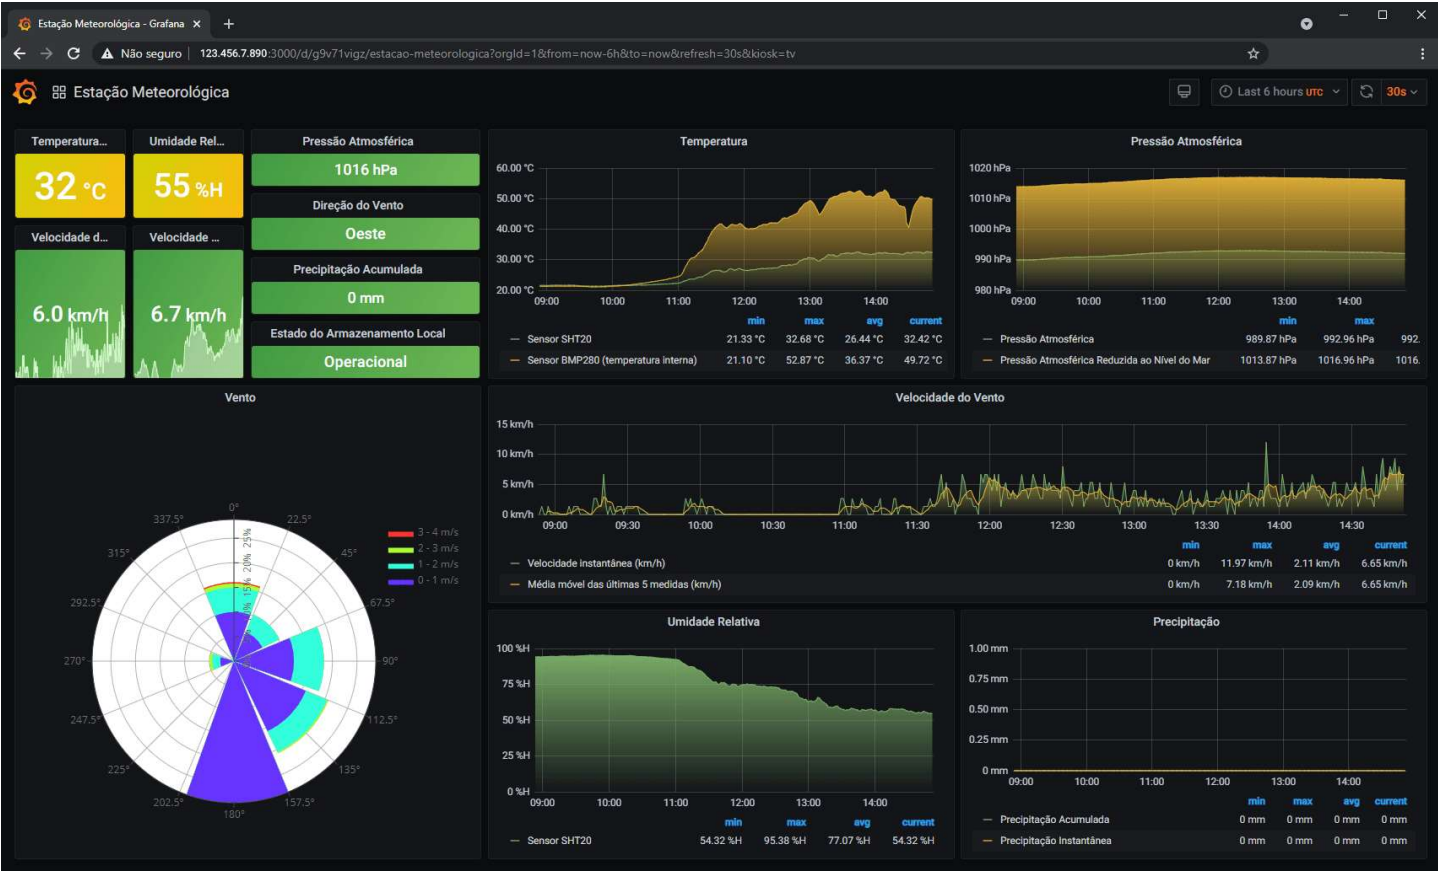 Estação Meteorológica - Grafana
Não seguro
123.456.7.890:3000/d/g9v71vigz/estacao-meteorologica?orgId=1&from=now-6h&to=now&refresh=30s&kiosk=tv
Estação Meteorológica
Last 6 hours UTC
30s
Temperatura...
32 °C
Umidade Rel...
55 %H
Pressão Atmosférica
1016 hPa
Direção do Vento
Oeste
Velocidade d...
6.0 km/h
Velocidade ...
6.7 km/h
Precipitação Acumulada
0 mm
Estado do Armazenamento Local
Operacional
Temperatura
60.00 °C
50.00 °C
40.00 °C
30.00 °C
20.00 °C
09:00 10:00 11:00 12:00 13:00 14:00
min max avg current
Sensor SHT20 21.33 °C 32.68 °C 26.44 °C 32.42 °C
Sensor BMP280 (temperatura interna) 21.10 °C 52.87 °C 36.37 °C 49.72 °C
Pressão Atmosférica
1020 hPa
1010 hPa
1000 hPa
990 hPa
980 hPa
09:00 10:00 11:00 12:00 13:00 14:00
min max
Pressão Atmosférica 989.87 hPa 992.96 hPa 992.
Pressão Atmosférica Reduzida ao Nível do Mar 1013.87 hPa 1016.96 hPa 1016.
Vento
0°
22.5°
45°
67.5°
90°
112.5°
135°
157.5°
180°
202.5°
225°
247.5°
270°
292.5°
315°
337.5°
25%
20%
15%
3 - 4 m/s
2 - 3 m/s
1 - 2 m/s
0 - 1 m/s
Velocidade do Vento
15 km/h
10 km/h
5 km/h
0 km/h
09:00 09:30 10:00 10:30 11:00 11:30 12:00 12:30 13:00 13:30 14:00 14:30
min max avg current
Velocidade Instantânea (km/h) 0 km/h 11.97 km/h 2.11 km/h 6.65 km/h
Média móvel das últimas 5 medidas (km/h) 0 km/h 7.18 km/h 2.09 km/h 6.65 km/h
Umidade Relativa
100 %H
75 %H
50 %H
25 %H
0 %H
09:00 10:00 11:00 12:00 13:00 14:00
min max avg current
Sensor SHT20 54.32 %H 95.38 %H 77.07 %H 54.32 %H
Precipitação
1.00 mm
0.75 mm
0.50 mm
0.25 mm
0 mm
09:00 10:00 11:00 12:00 13:00 14:00
min max avg current
Precipitação Acumulada 0 mm 0 mm 0 mm 0 mm
Precipitação Instantânea 0 mm 0 mm 0 mm 0 mm